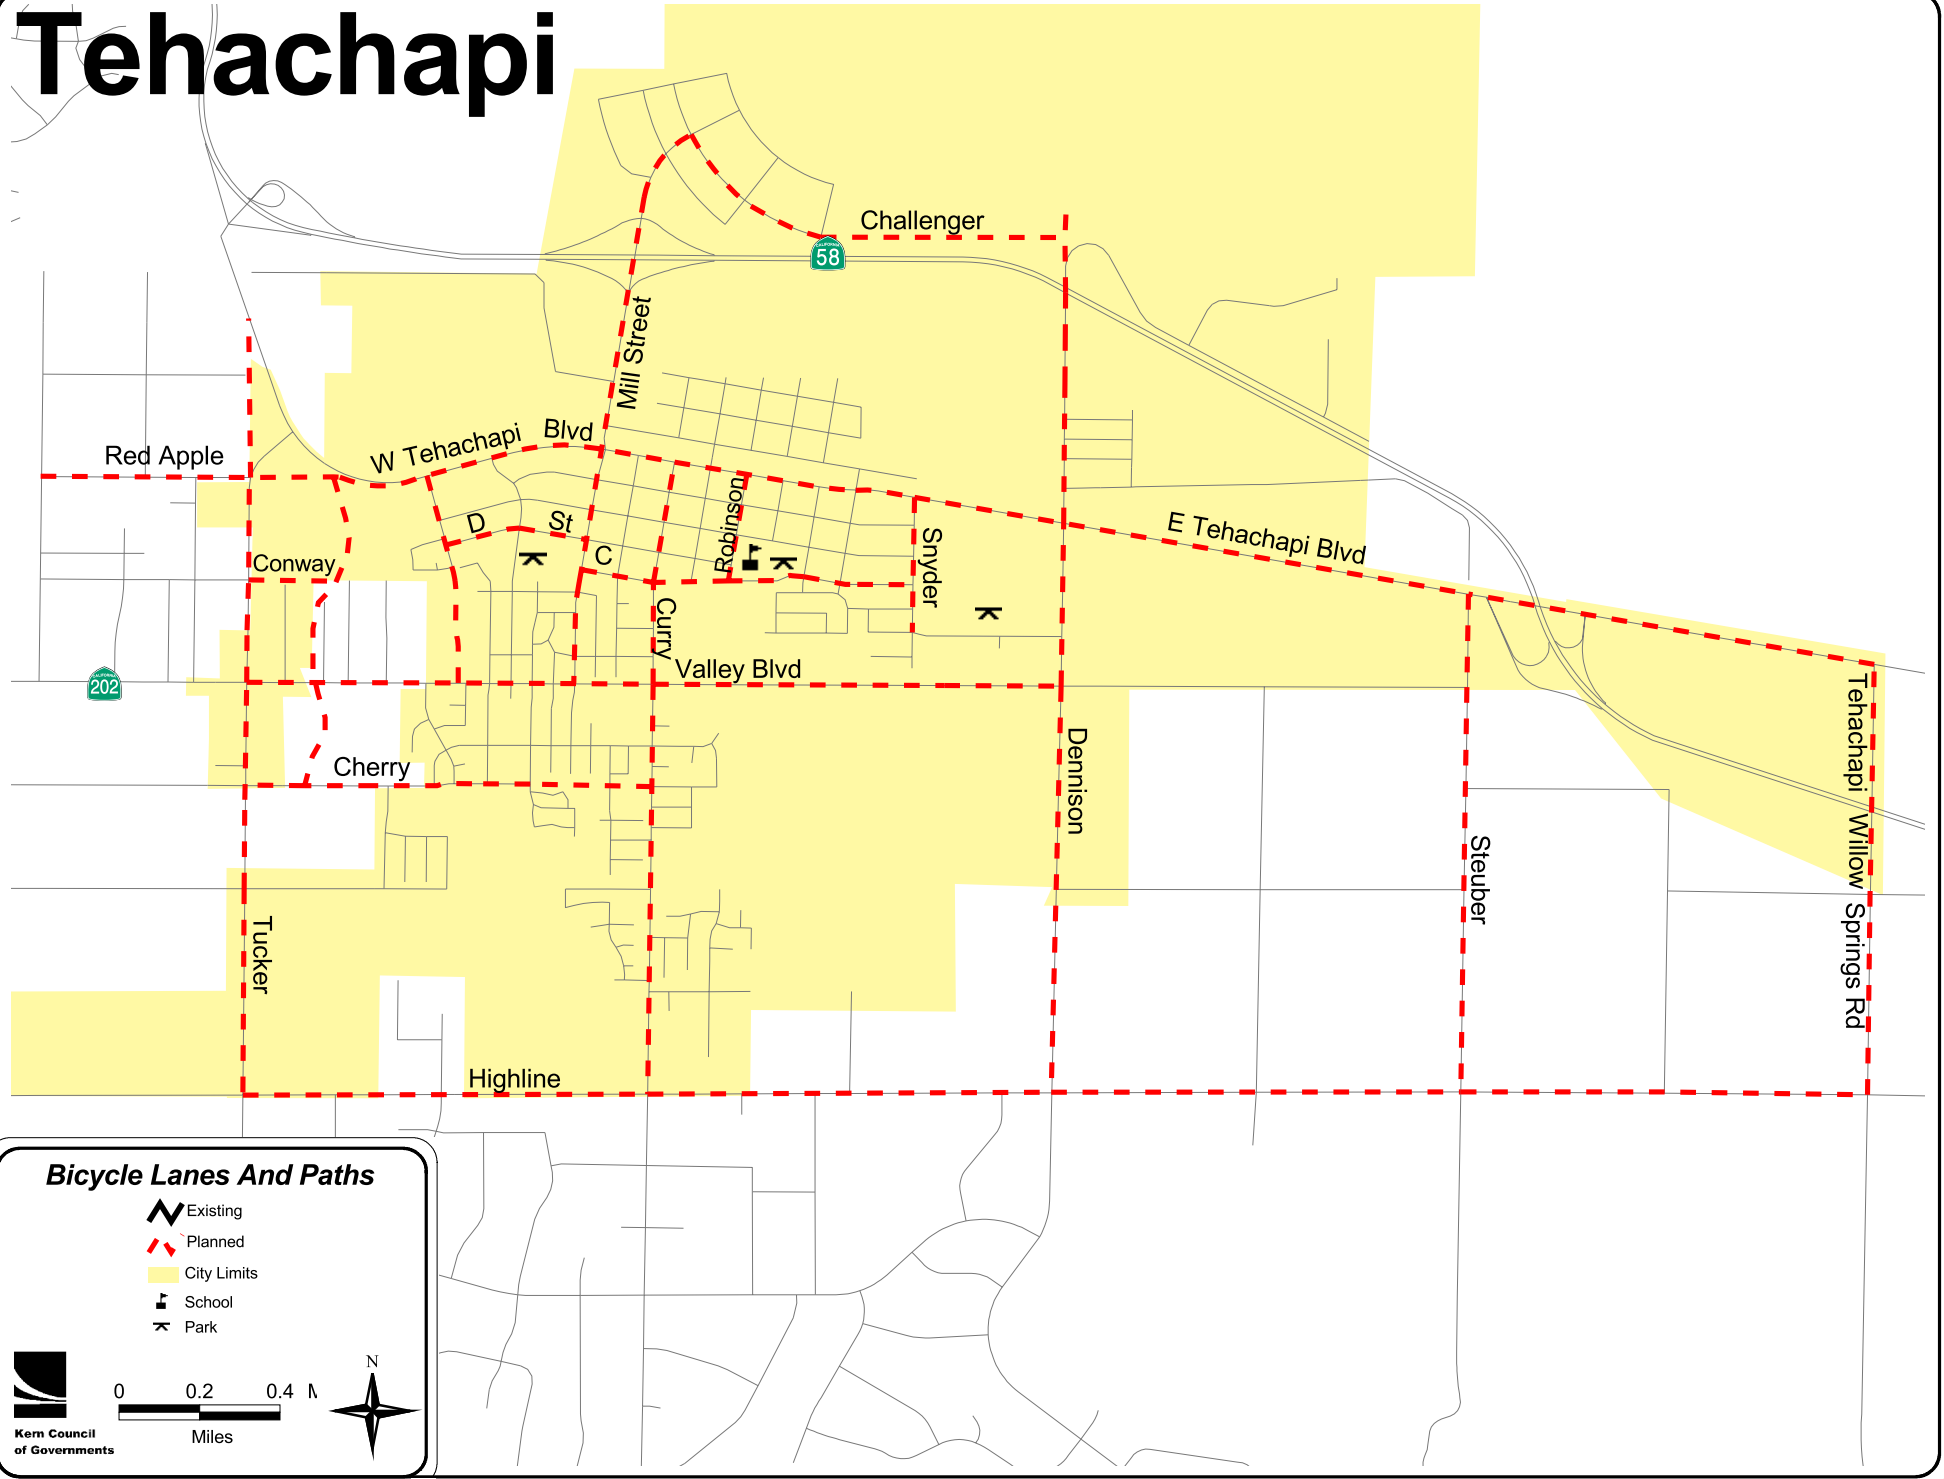 Tehachapi
Challenger
CALIFORNIA
58
Mill Street
Blvd
W Tehachapi
Red Apple
Robinson
D
St
C
E Tehachapi Blvd
Snyder
Conway
Curry
CALIFORNIA
202
Valley Blvd
Tehachapi Willow Springs Rd
Dennison
Cherry
Steuber
Tucker
Highline
Bicycle Lanes And Paths
Existing
Planned
City Limits
School
Park
N
0 0.2 0.4
Miles
Kern Council
of Governments